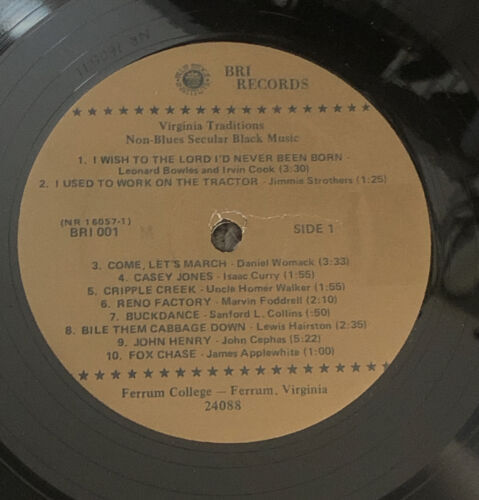 BRI
RECORDS
Virginia Traditions
Non-Blues Secular Black Music
1. I WISH TO THE LORD I'D NEVER BEEN BORN -
Leonard Bowles and Irvin Cook (3:30)
2. I USED TO WORK ON THE TRACTOR - Jimmie Strothers (1:25)
(NR 16057-1)
BRI 001
SIDE 1
3. COME, LET'S MARCH - Daniel Womack (3:33)
4. CASEY JONES - Isaac Curry (1:55)
5. CRIPPLE CREEK - Uncle Homer Walker (1:55)
6. RENO FACTORY - Marvin Foddrell (2:10)
7. BUCKDANCE - Sanford L. Collins (:50)
8. BILE THEM CABBAGE DOWN - Lewis Hairston (2:35)
9. JOHN HENRY - John Cephas (5:22)
10. FOX CHASE - James Applewhite (1:00)
Ferrum College — Ferrum, Virginia
24088